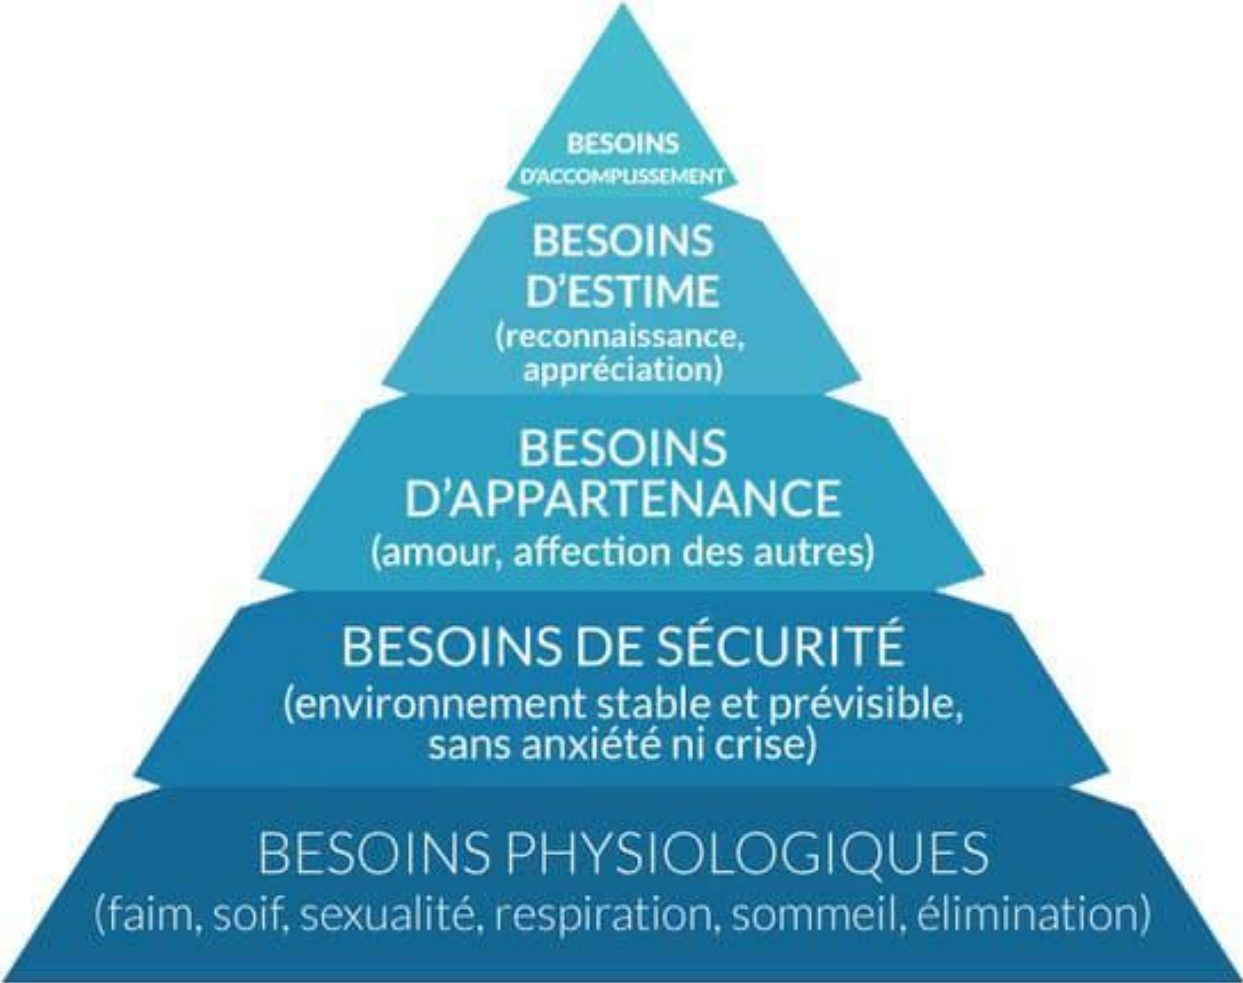 BESOINS
D'ACCOMPLISSEMENT
BESOINS
D'ESTIME
(reconnaissance,
appréciation)
BESOINS
D'APPARTENANCE
(amour, affection des autres)
BESOINS DE SÉCURITÉ
(environnement stable et prévisible,
sans anxiété ni crise)
BESOINS PHYSIOLOGIQUES
(faim, soif, sexualité, respiration, sommeil, élimination)